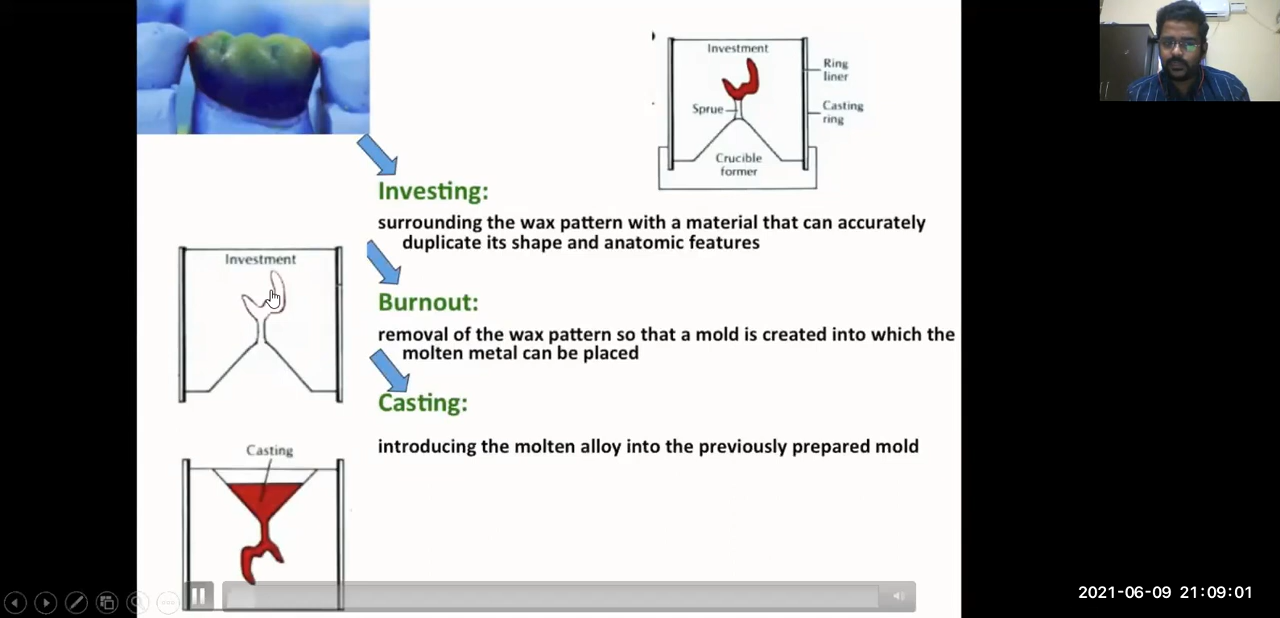 Investment
Ring
liner
Sprue
Casting
ring
Crucible
former
Investing:
surrounding the wax pattern with a material that can accurately
duplicate its shape and anatomic features
Investment
Burnout:
removal of the wax pattern so that a mold is created into which the
molten metal can be placed
Casting:
introducing the molten alloy into the previously prepared mold
Casting
2021-06-09 21:09:01